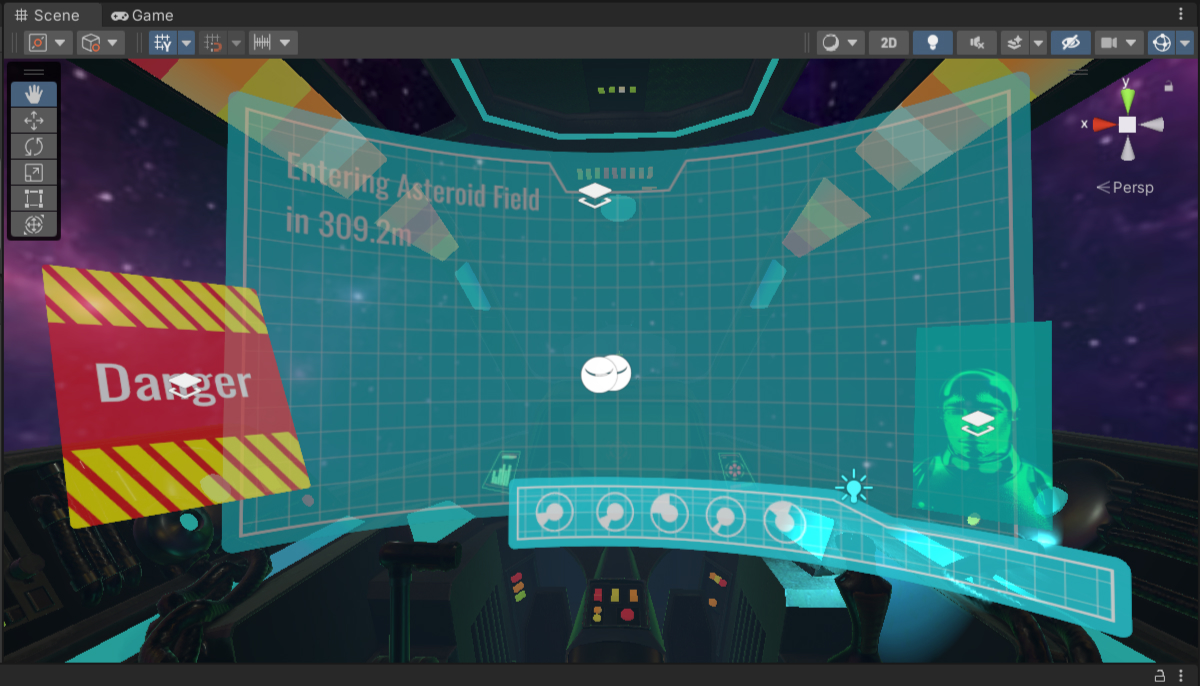 Scene
Game
2D
y
x
Persp
Entering Asteroid Field
in 309.2m
Danger